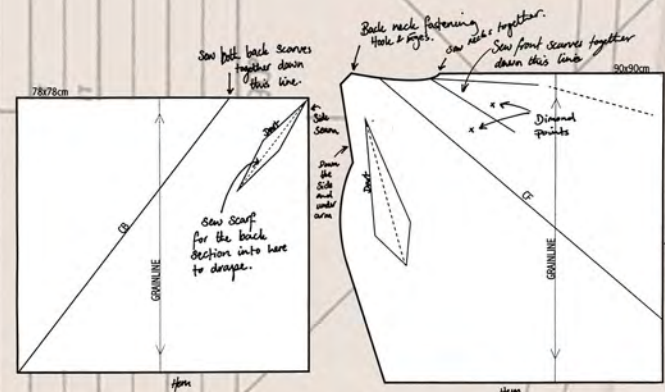 78x78cm
Sew both back scarves
together down
this line.
CB
GRAINLINE
Dart
sew scarf
for the back
section into here
to drape.
Hem
Side
Seam
Down
the
Side
and
under
arm
Back neck fastening
Hook & eyes.
Sew necks together.
Sew front scarves together
down this line
90x90cm
x
x
Dimond
points
Dart
CF
GRAINLINE
Hem